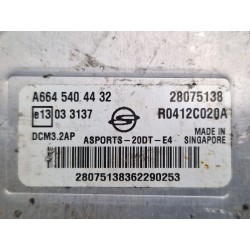 A664 540 44 32 28075138
e13 03 3137 R0412C020A
DCM3.2AP MADE IN
ASPORTS-20DT-E4 SINGAPORE
28075138362290253